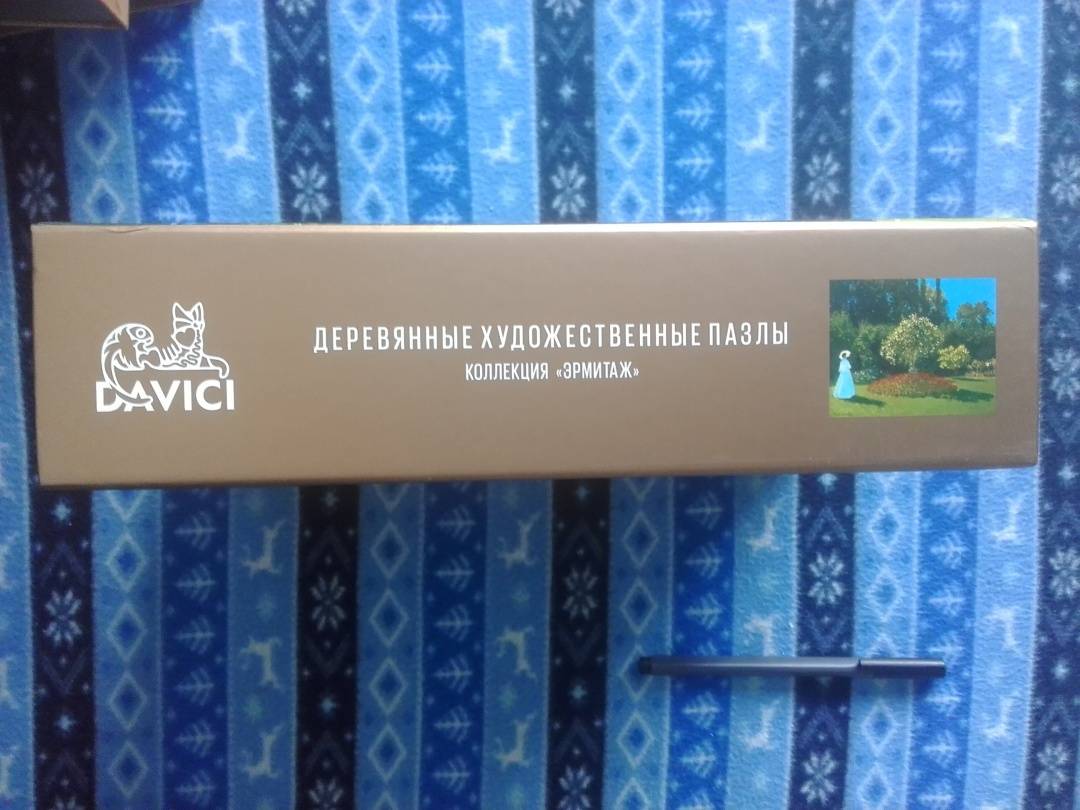 DAVICI
ДЕРЕВЯННЫЕ ХУДОЖЕСТВЕННЫЕ ПАЗЛЫ
КОЛЛЕКЦИЯ «ЭРМИТАЖ»